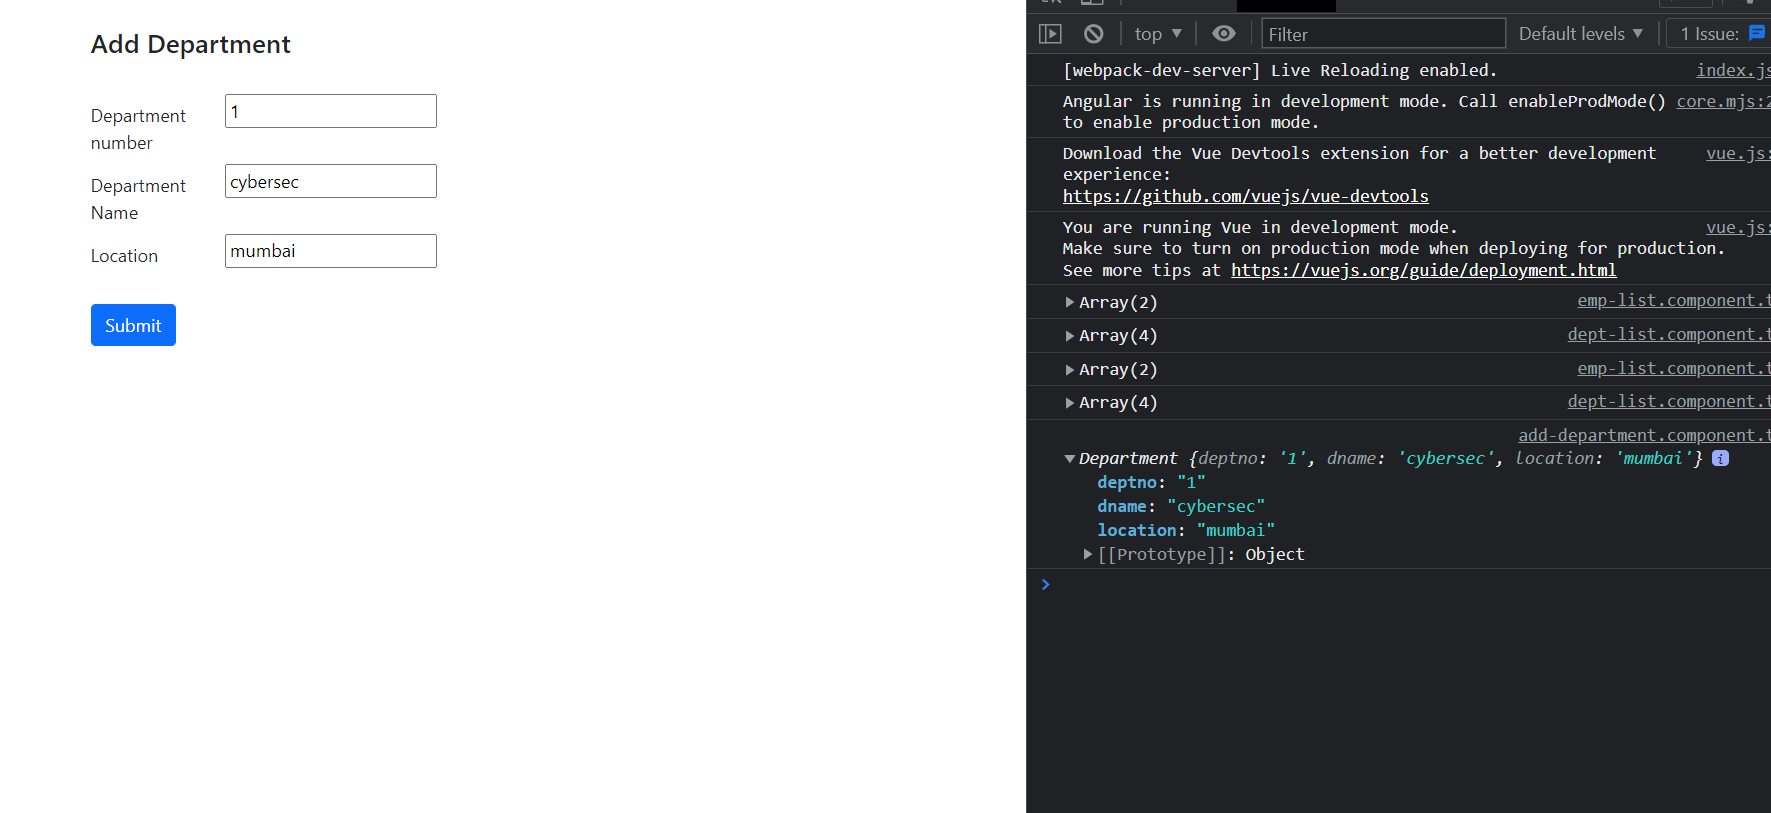 Add Department
Department number
1
Department Name
cybersec
Location
mumbai
Submit
top ▼
Filter
Default levels ▼
1 Issue:
[webpack-dev-server] Live Reloading enabled.
index.js
Angular is running in development mode. Call enableProdMode()
core.mjs:2
to enable production mode.
Download the Vue Devtools extension for a better development
vue.js:
experience:
https://github.com/vuejs/vue-devtools
You are running Vue in development mode.
vue.js:
Make sure to turn on production mode when deploying for production.
See more tips at https://vuejs.org/guide/deployment.html
▶ Array(2)
emp-list.component.t
▶ Array(4)
dept-list.component.t
▶ Array(2)
emp-list.component.t
▶ Array(4)
dept-list.component.t
add-department.component.t
▼ Department {deptno: '1', dname: 'cybersec', location: 'mumbai'} i
deptno: "1"
dname: "cybersec"
location: "mumbai"
▶ [[Prototype]]: Object